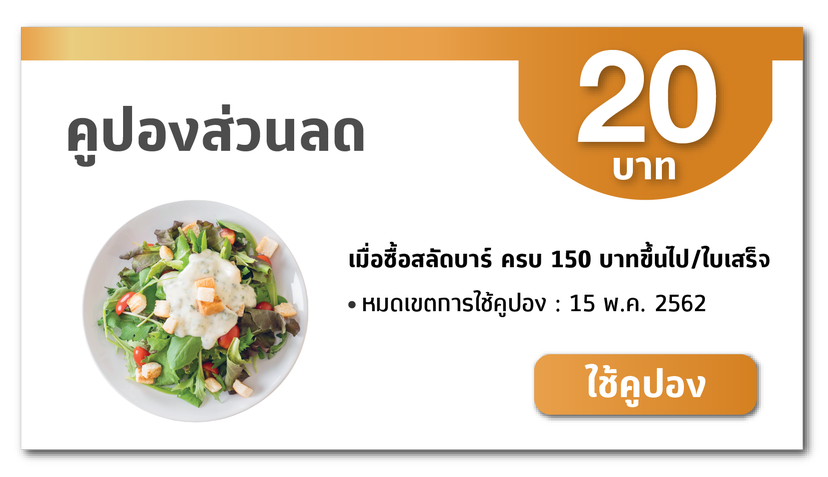 คูปองส่วนลด
20
บาท
เมื่อซื้อสลัดบาร์ ครบ 150 บาทขึ้นไป/ใบเสร็จ
• หมดเขตการใช้คูปอง : 15 พ.ค. 2562
ใช้คูปอง